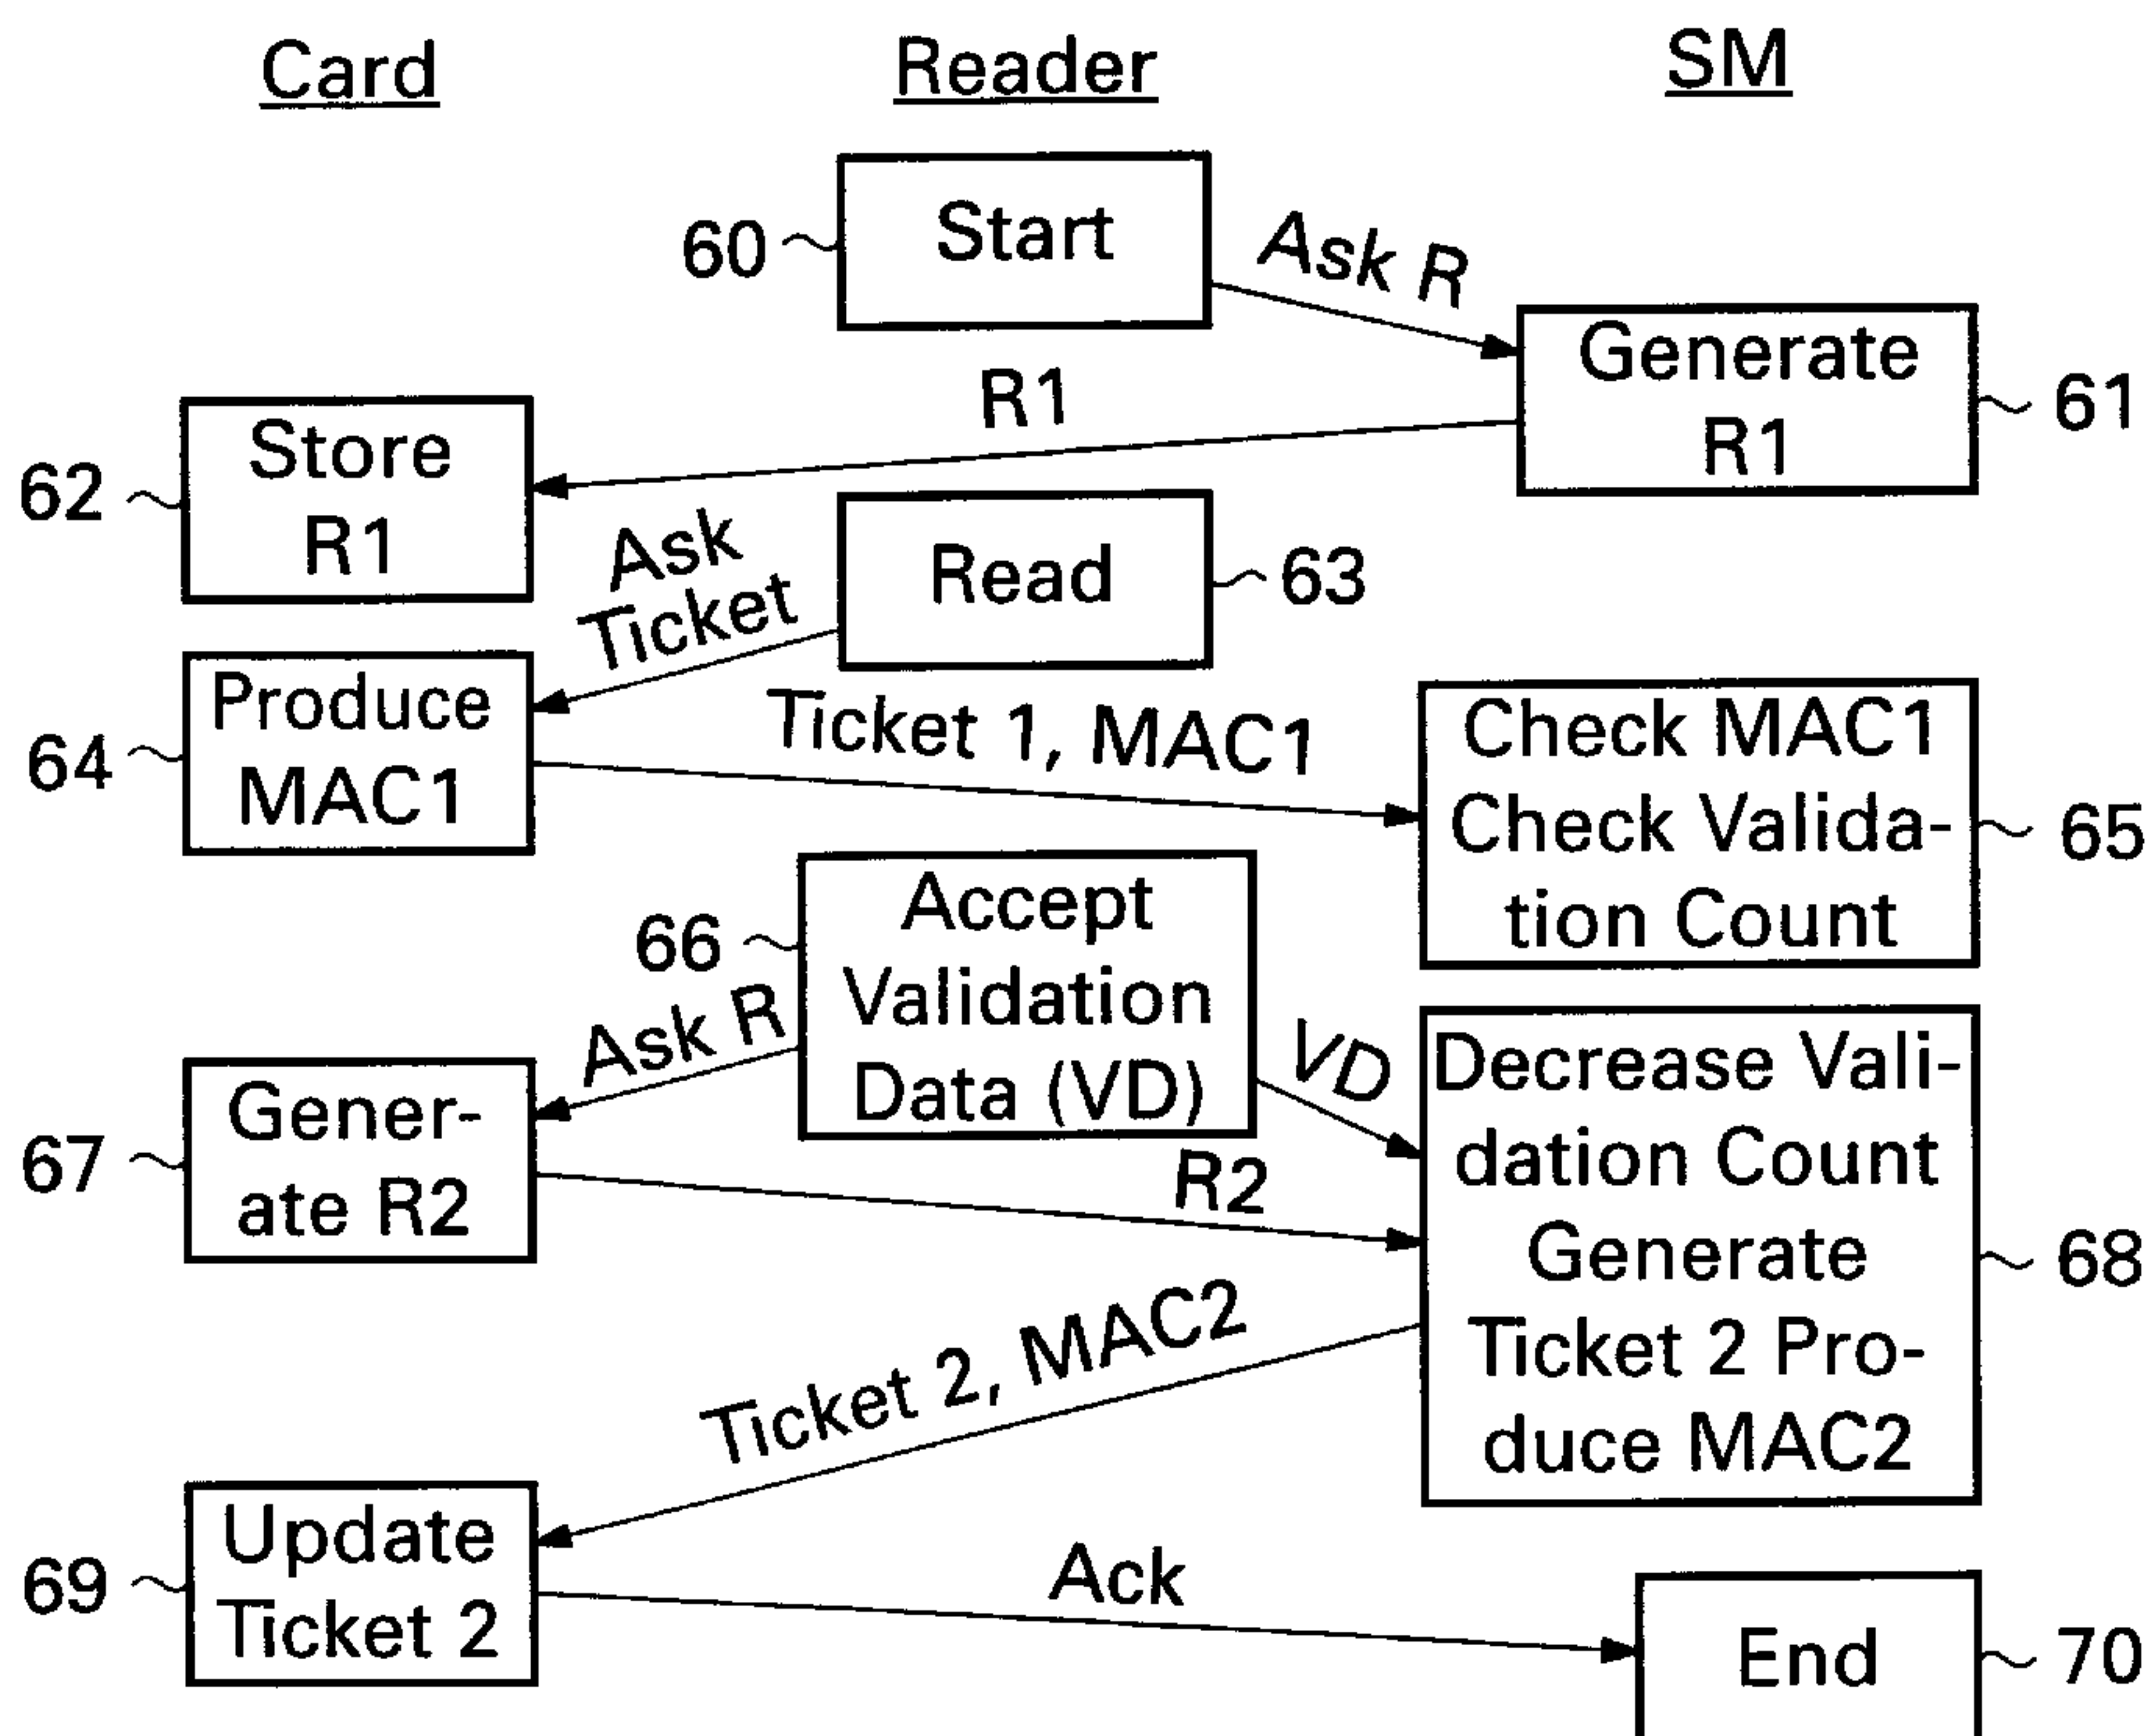 Card
Reader
SM
60
Start
Ask R
Generate
R1
61
R1
62
Store
R1
Ask
Ticket
Read
63
64
Produce
MAC1
Ticket 1, MAC1
Check MAC1
Check Valida-
tion Count
65
66
Accept
Validation
Data (VD)
Ask R
VD
67
Gener-
ate R2
R2
Decrease Vali-
dation Count
Generate
Ticket 2 Pro-
duce MAC2
68
Ticket 2, MAC2
69
Update
Ticket 2
Ack
End
70